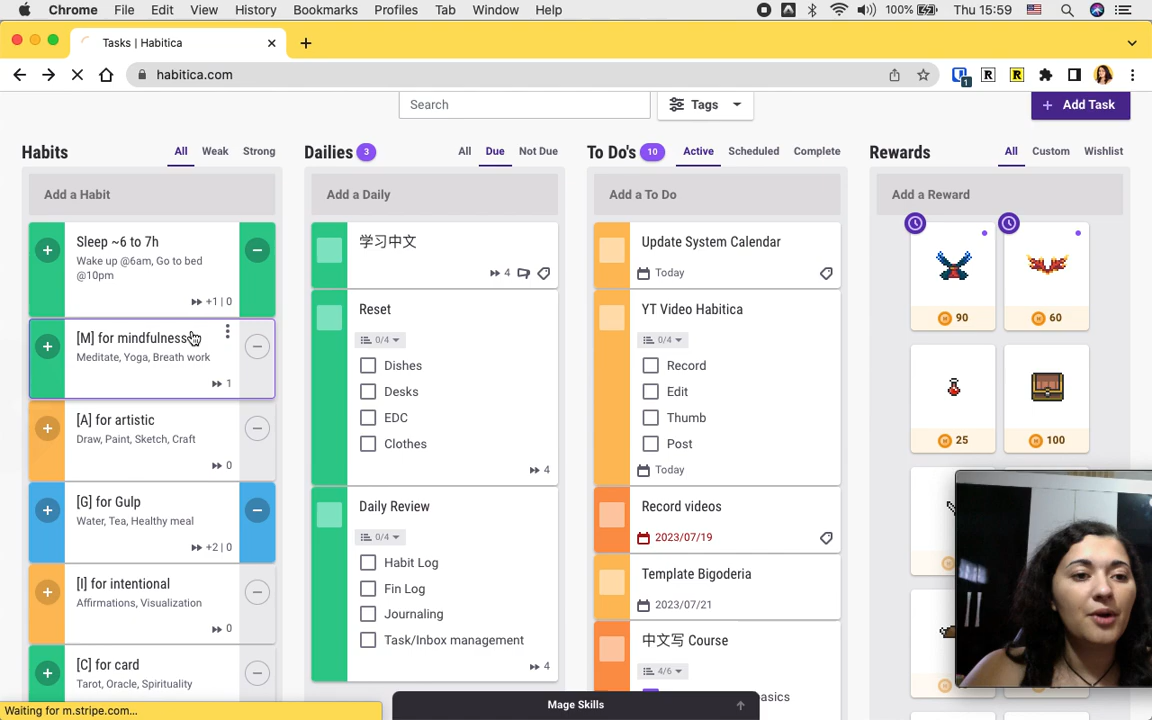 Chrome File Edit View History Bookmarks Profiles Tab Window Help 100% Thu 15:59
Tasks | Habitica
habitica.com
1
Search Tags Add Task
Habits All Weak Strong
Add a Habit
Sleep ~6 to 7h
Wake up @6am, Go to bed
@10pm
+1 | 0
[M] for mindfulness
Meditate, Yoga, Breath work
1
[A] for artistic
Draw, Paint, Sketch, Craft
0
[G] for Gulp
Water, Tea, Healthy meal
+2 | 0
[I] for intentional
Affirmations, Visualization
0
[C] for card
Tarot, Oracle, Spirituality
Dailies 3 All Due Not Due
Add a Daily
学习中文
4
Reset
0/4
Dishes
Desks
EDC
Clothes
4
Daily Review
0/4
Habit Log
Fin Log
Journaling
Task/Inbox management
4
To Do's 10 Active Scheduled Complete
Add a To Do
Update System Calendar
Today
YT Video Habitica
0/4
Record
Edit
Thumb
Post
Today
Record videos
2023/07/19
Template Bigoderia
2023/07/21
中文写 Course
4/6
Rewards All Custom Wishlist
Add a Reward
90 60
25 100
Mage Skills
Waiting for m.stripe.com...